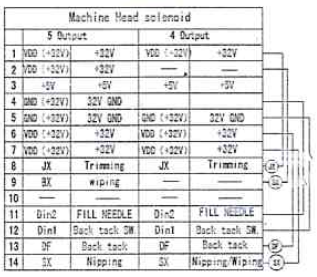 Machine Head solenoid
5 Output 4 Output
1 VDD (+32V) +32V VDD (+32V) +32V
2 VDD (+32V) +32V — —
3 +5V +5V +5V +5V
4 GND (+32V) 32V GND — —
5 GND (+32V) 32V GND GND (+32V) 32V GND
6 VDD (+32V) +32V VDD (+32V) +32V
7 VDD (+32V) +32V VDD (+32V) +32V
8 JX Trimming JX Trimming JX
9 BX wiping — —
10 — — — —
11 Din2 FILL NEEDLE Din2 FILL NEEDLE
12 Din1 Back tack SW. Din1 Back tack SW.
13 DF Back tack DF Back tack DF
14 SX Nipping SX Nipping/Wiping SX